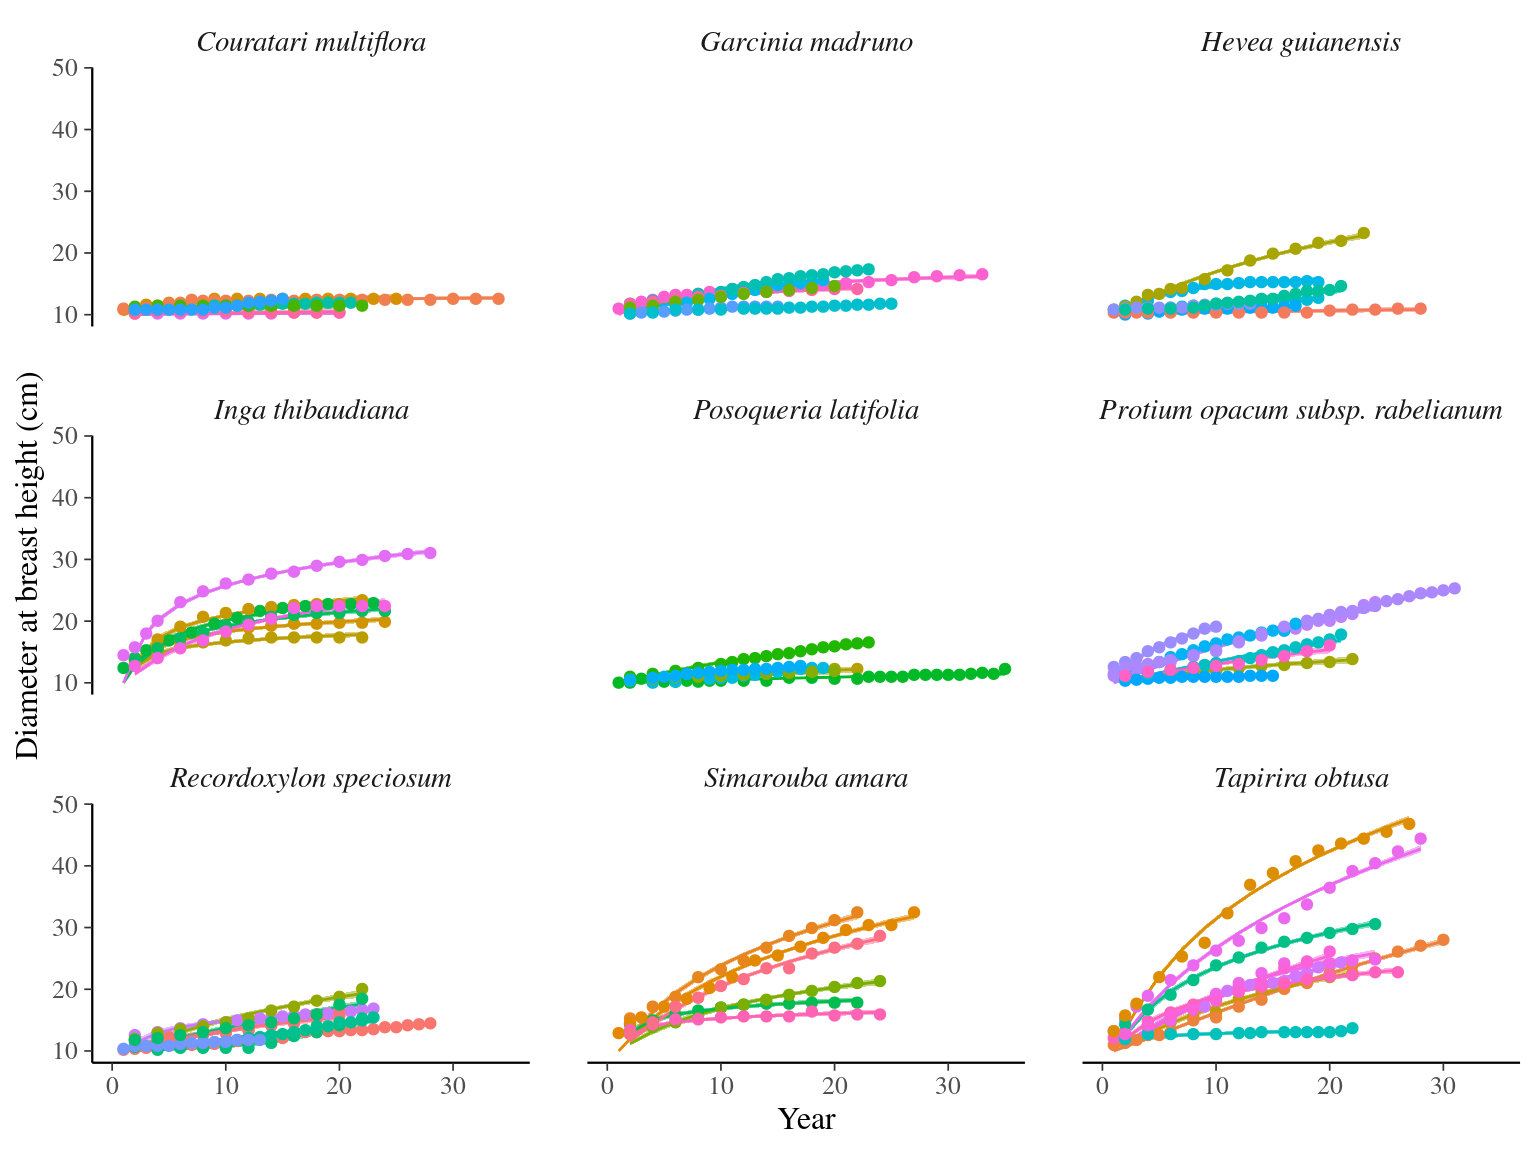 Couratari multiflora
Garcinia madruno
Hevea guianensis
50
40
30
20
10
Inga thibaudiana
Posoqueria latifolia
Protium opacum subsp. rabelianum
50
40
30
20
10
Diameter at breast height (cm)
Recordoxylon speciosum
Simarouba amara
Tapirira obtusa
50
40
30
20
10
0 10 20 30
0 10 20 30
0 10 20 30
Year